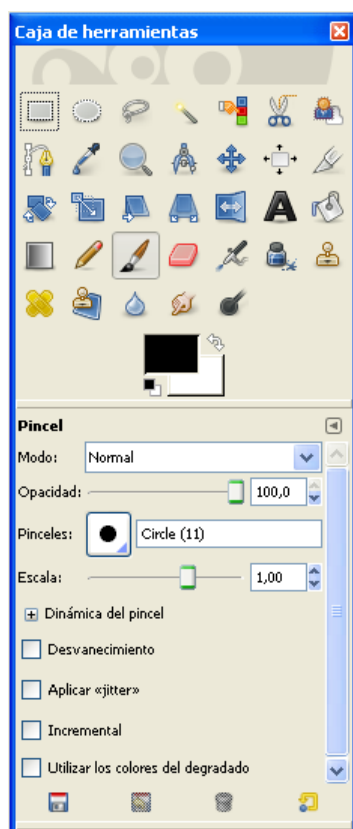 Caja de herramientas
Pincel
Modo: Normal
Opacidad: 100,0
Pinceles: Circle (11)
Escala: 1,00
Dinámica del pincel
Desvanecimiento
Aplicar «jitter»
Incremental
Utilizar los colores del degradado